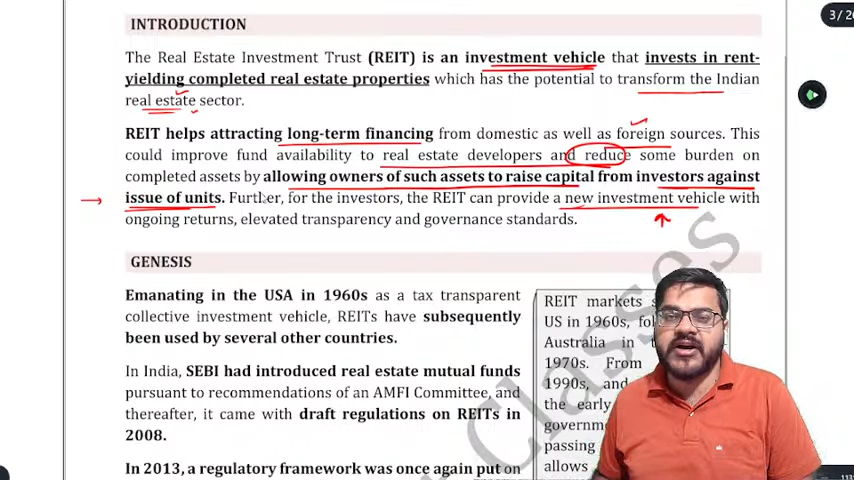 3 / 20
INTRODUCTION
The Real Estate Investment Trust (REIT) is an investment vehicle that invests in rent-
yielding completed real estate properties which has the potential to transform the Indian
real estate sector.
REIT helps attracting long-term financing from domestic as well as foreign sources. This
could improve fund availability to real estate developers and reduce some burden on
completed assets by allowing owners of such assets to raise capital from investors against
issue of units. Further, for the investors, the REIT can provide a new investment vehicle with
ongoing returns, elevated transparency and governance standards.
GENESIS
Emanating in the USA in 1960s as a tax transparent
collective investment vehicle, REITs have subsequently
been used by several other countries.
In India, SEBI had introduced real estate mutual funds
pursuant to recommendations of an AMFI Committee, and
thereafter, it came with draft regulations on REITs in
2008.
In 2013, a regulatory framework was once again put on
REIT markets
US in 1960s,
Australia in
1970s. From
1990s, and
the early
passing
allows
Classes